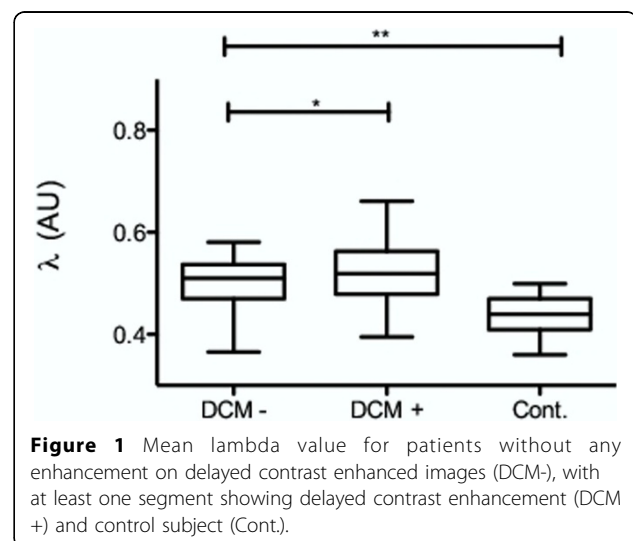 **
*
0.8
λ (AU)
0.6
0.4
DCM -
DCM +
Cont.
Figure 1 Mean lambda value for patients without any
enhancement on delayed contrast enhanced images (DCM-), with
at least one segment showing delayed contrast enhancement (DCM
+) and control subject (Cont.).